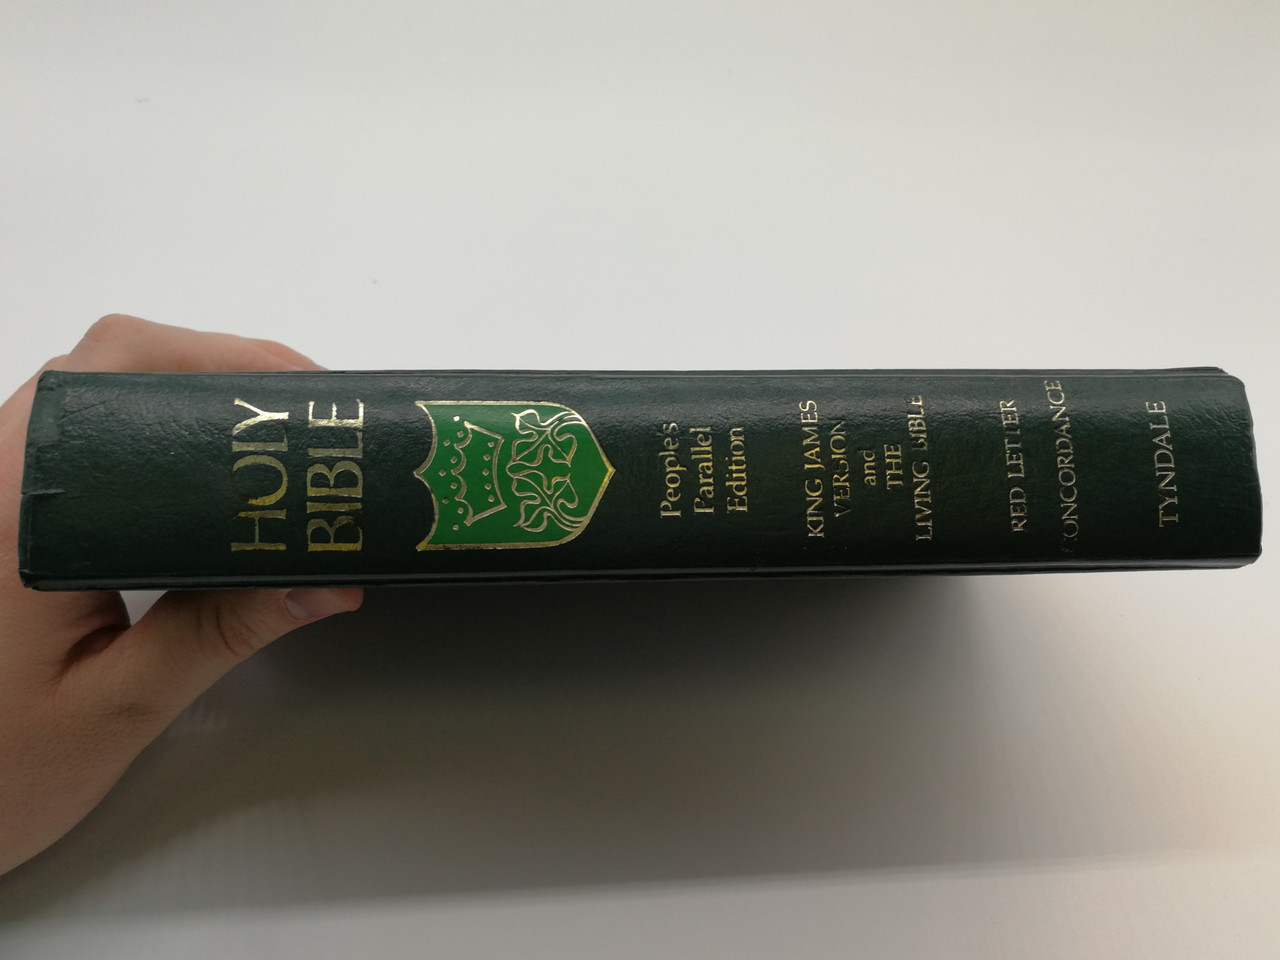 HOLY
BIBLE
People's
Parallel
Edition
KING JAMES
VERSION
and
THE
LIVING BIBLE
RED LETTER
CONCORDANCE
TYNDALE